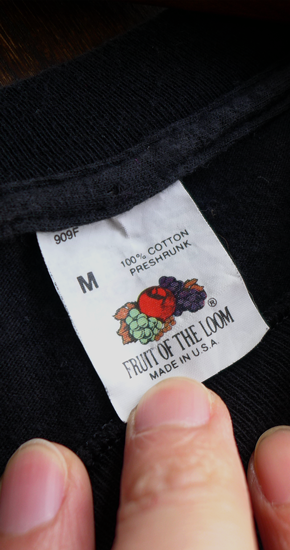 909F
M
100% COTTON
PRESHRUNK
®
FRUIT OF THE LOOM
MADE IN U.S.A.